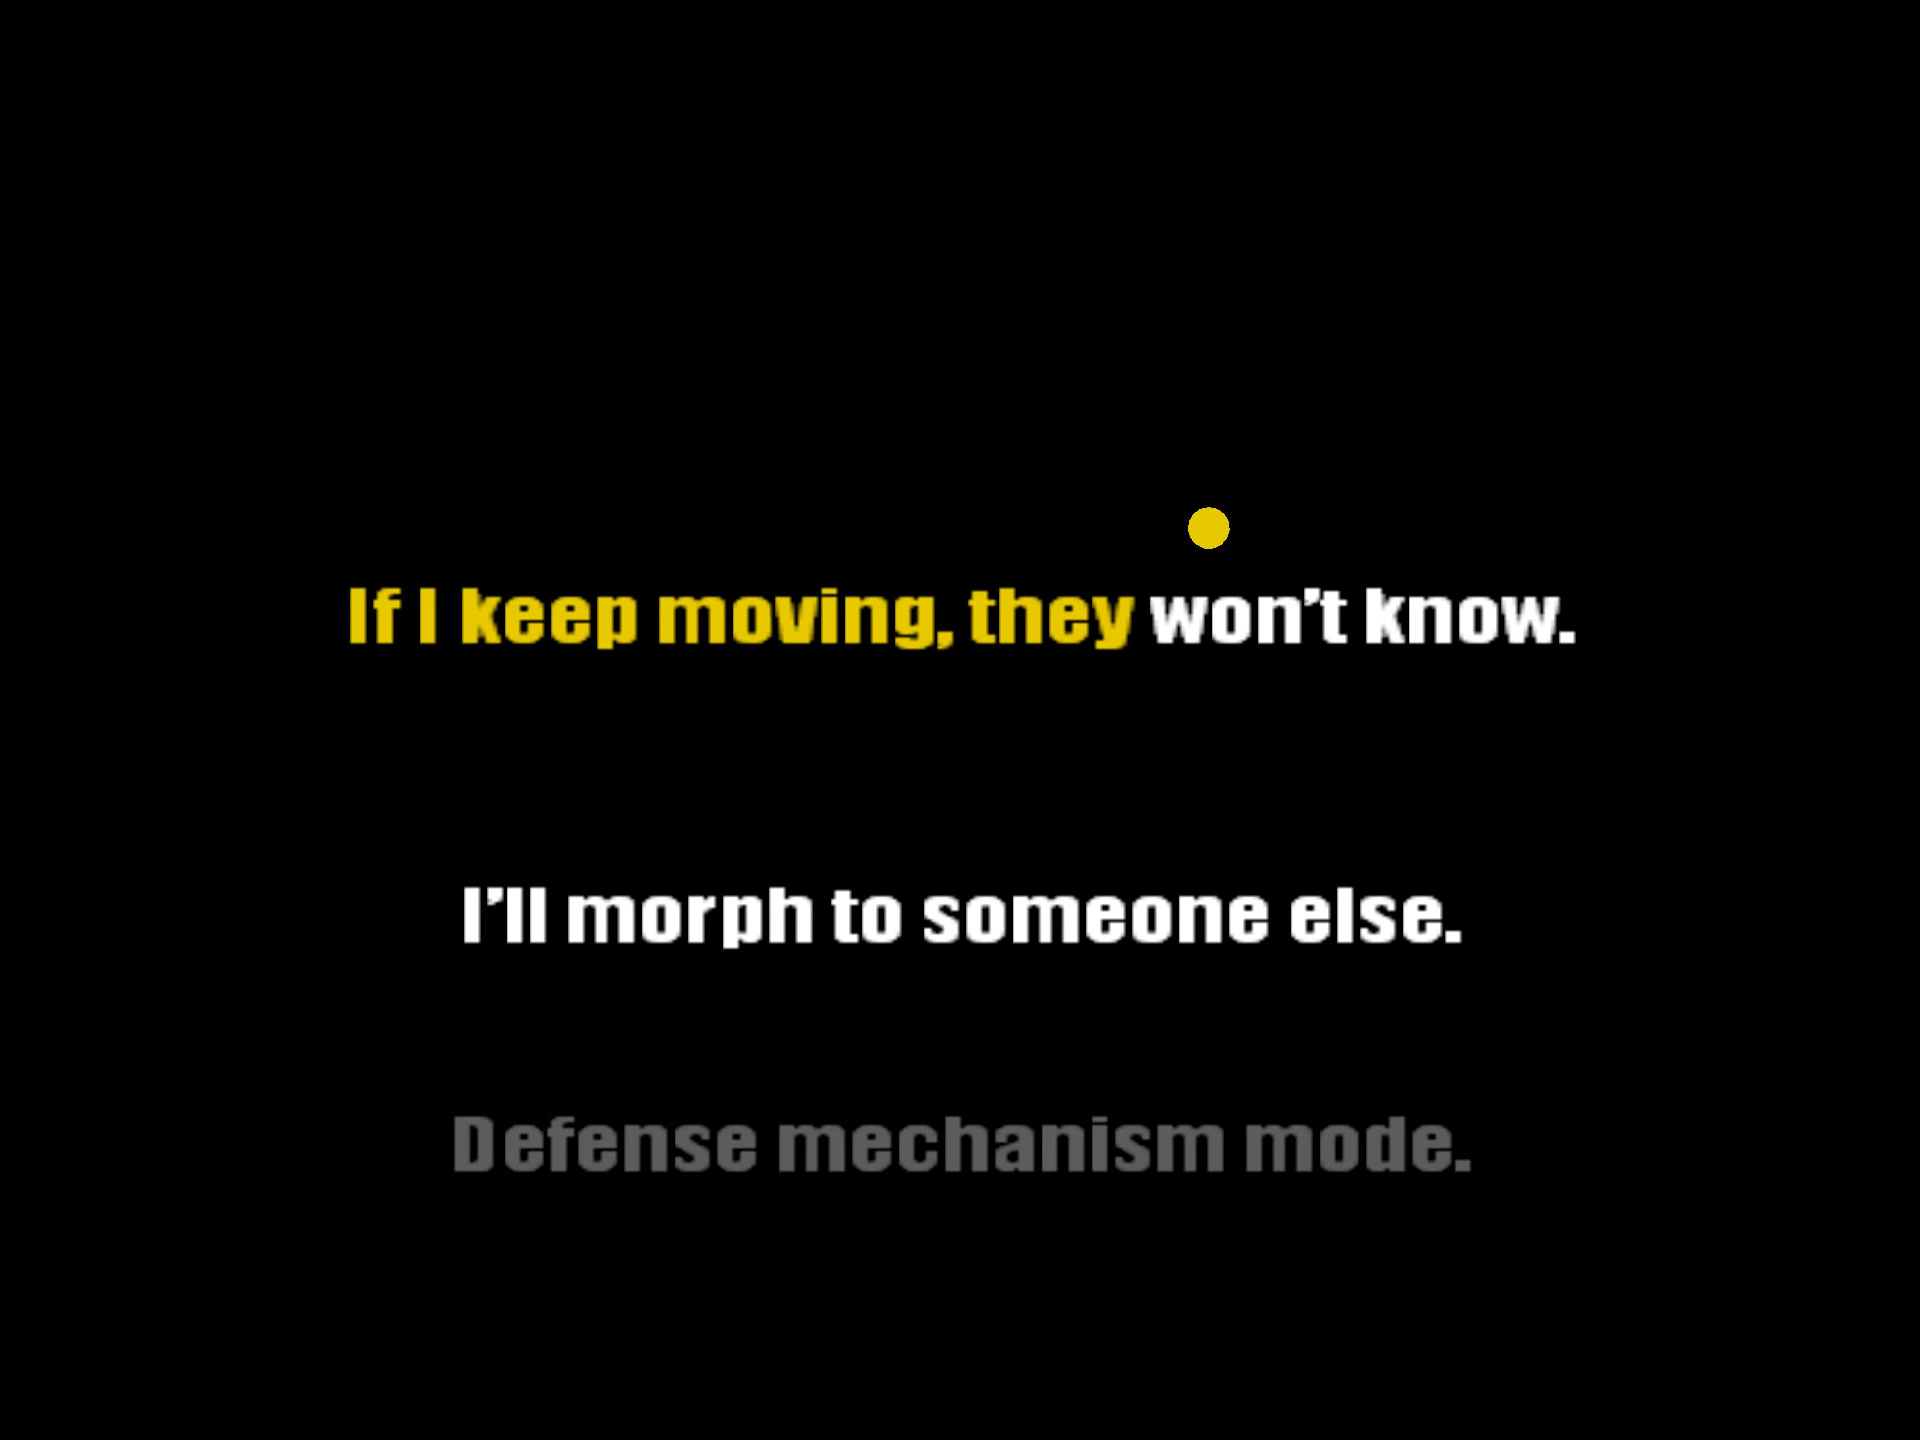 If I keep moving, they won’t know.
I’ll morph to someone else.
Defense mechanism mode.